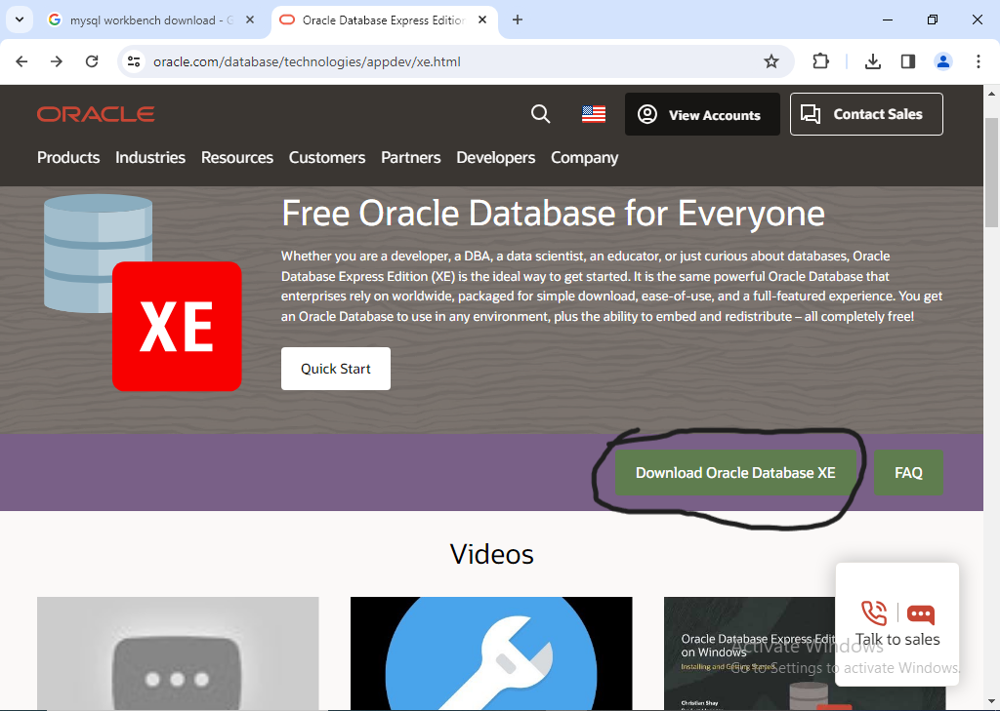 mysql workbench download - G
Oracle Database Express Edition
oracle.com/database/technologies/appdev/xe.html
ORACLE
View Accounts
Contact Sales
Products Industries Resources Customers Partners Developers Company
XE
Free Oracle Database for Everyone
Whether you are a developer, a DBA, a data scientist, an educator, or just curious about databases, Oracle
Database Express Edition (XE) is the ideal way to get started. It is the same powerful Oracle Database that
enterprises rely on worldwide, packaged for simple download, ease-of-use, and a full-featured experience. You get
an Oracle Database to use in any environment, plus the ability to embed and redistribute – all completely free!
Quick Start
Download Oracle Database XE
FAQ
Videos
Oracle Database Express Edit
on Windows
Installing and Getting Started
Christian Shay
Talk to sales
Activate Windows
Go to Settings to activate Windows.